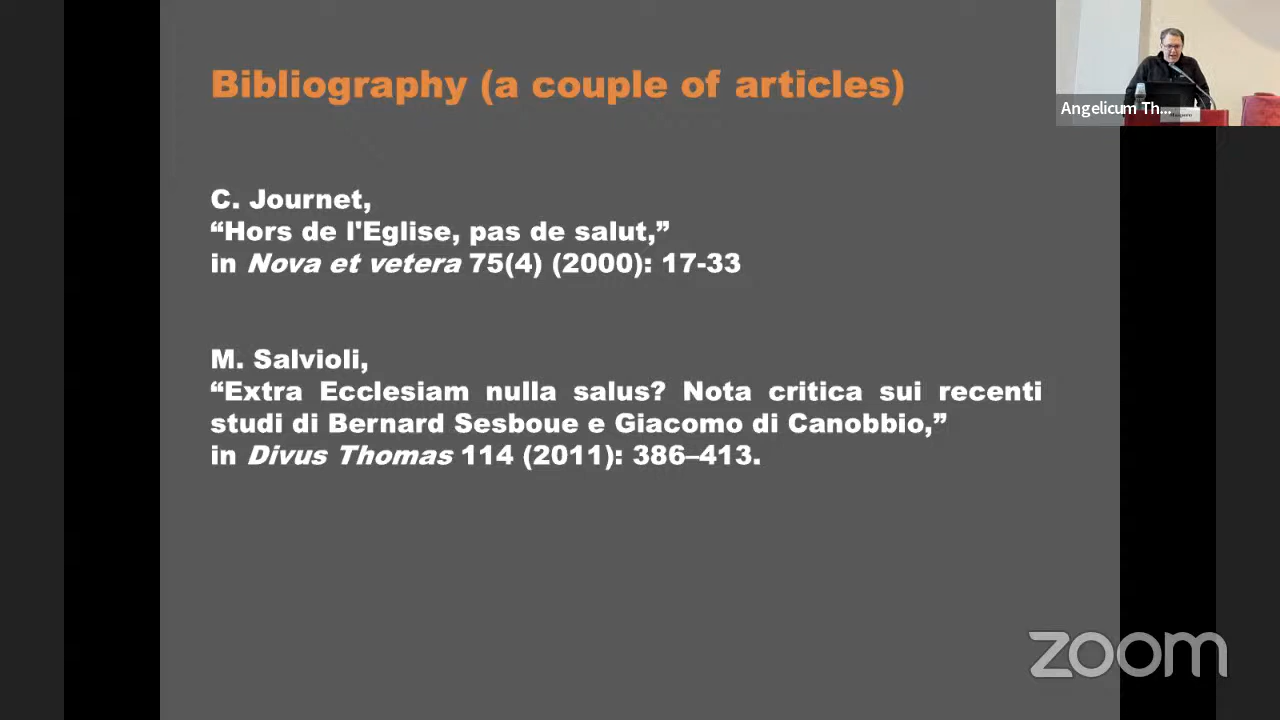 Bibliography (a couple of articles)
Angelicum Th...
C. Journet,
“Hors de l'Eglise, pas de salut,”
in Nova et vetera 75(4) (2000): 17-33
M. Salvioli,
“Extra Ecclesiam nulla salus? Nota critica sui recenti
studi di Bernard Sesboue e Giacomo di Canobbio,”
in Divus Thomas 114 (2011): 386–413.
zoom